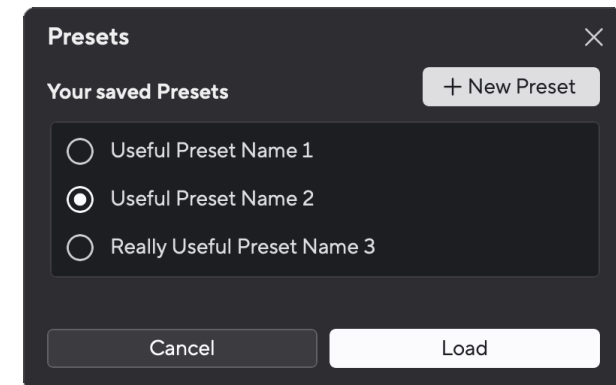 Presets
Your saved Presets
+ New Preset
Useful Preset Name 1
Useful Preset Name 2
Really Useful Preset Name 3
Cancel
Load